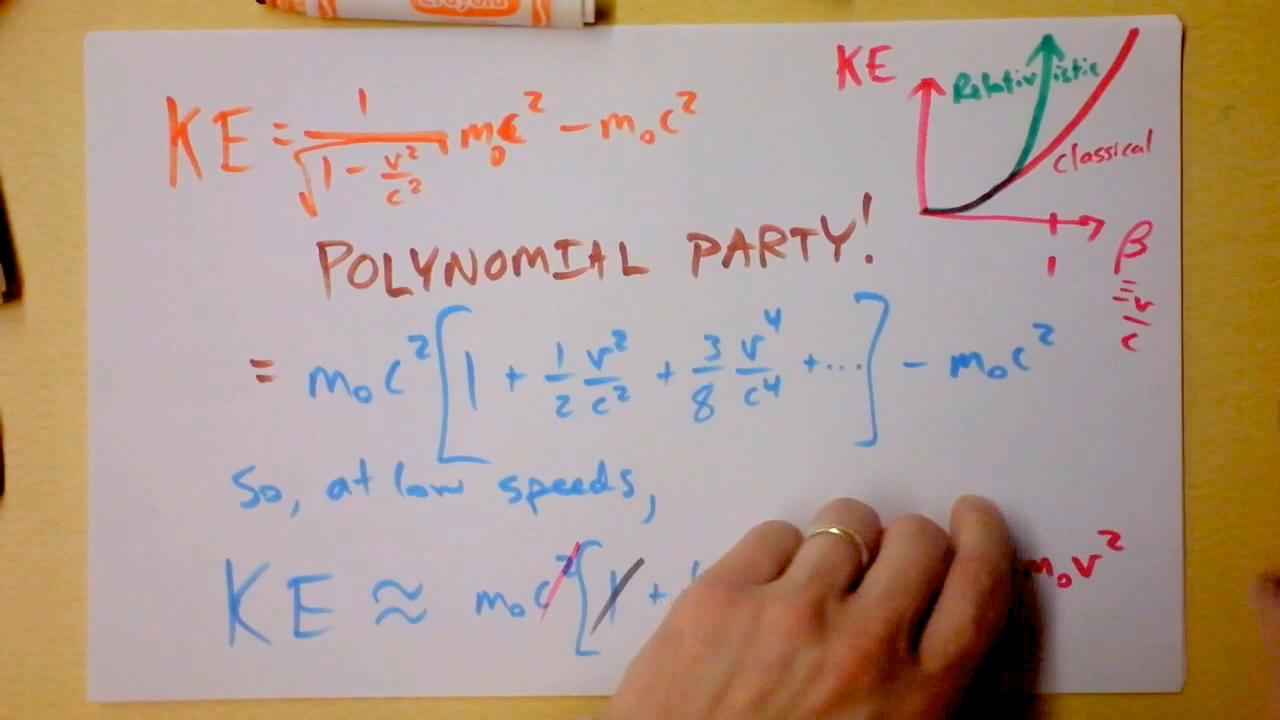 Crayola
KE = 1/√(1 - v²/c²) m₀c² - m₀c²
KE
Relativistic
classical
β
≡ v/c
1
POLYNOMIAL PARTY!
= m₀c² [1 + 1/2 v²/c² + 3/8 v⁴/c⁴ + ...] - m₀c²
So, at low speeds,
KE ≈ m₀c² [1 + m₀v²